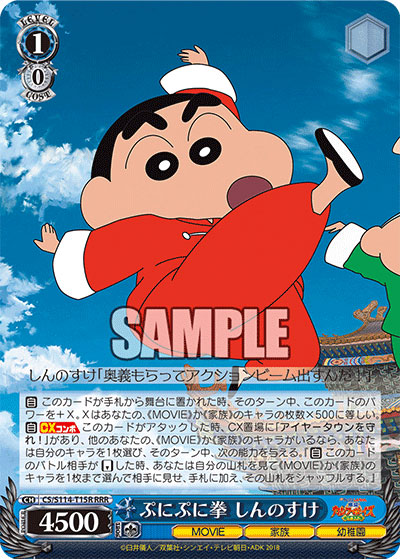 LEVEL
1
0
COST
SAMPLE
しんのすけ「奥義もらってアクションビーム出すんだ！」
自 このカードが手札から舞台に置かれた時、そのターン中、このカードのパ
ワーを＋X。Xはあなたの、《MOVIE》か《家族》のキャラの枚数×500に等しい。
自 CXコンボ このカードがアタックした時、CX置場に「アイヤータウンを守
れ！」があり、他のあなたの、《MOVIE》か《家族》のキャラがいるなら、あなた
は自分のキャラを1枚選び、そのターン中、次の能力を与える。『自 この
カードのバトル相手が したた時、あなたは自分の山札を見て《MOVIE》か《家族》のキャ
ラを1枚まで選んで相手に見せ、手札に加え、その山札をシャッフルする。』
CH CS/S114-T15R RRR
4500
ぷにぷに拳 しんのすけ
MOVIE 家族 幼稚園
©臼井儀人／双葉社・シンエイ・テレビ朝日・ADK 2018